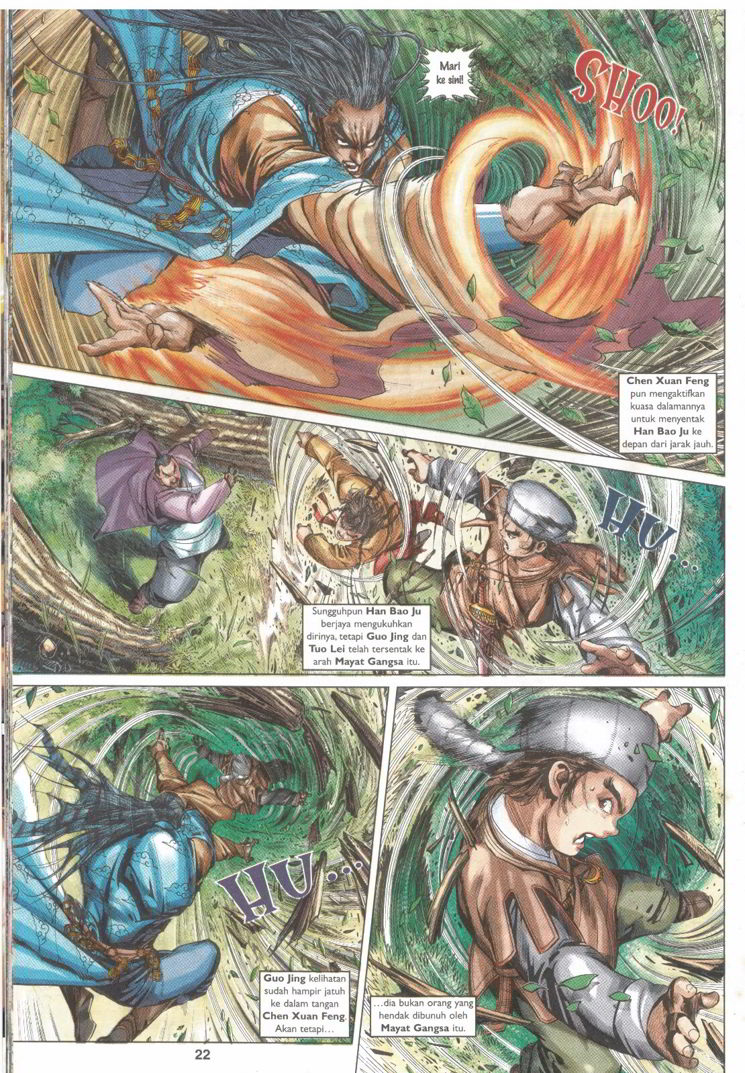 Mari
ke sini!
SHOO!
Chen Xuan Feng
pun mengaktifkan
kuasa dalamannya
untuk menyentak
Han Bao Ju ke
depan dari jarak jauh.
HU...
Sungguhpun Han Bao Ju
berjaya mengukuhkan
dirinya, tetapi Guo Jing dan
Tuo Lei telah tersentak ke
arah Mayat Gangsa itu.
HU...
Guo Jing kelihatan
sudah hampir jatuh
ke dalam tangan
Chen Xuan Feng.
Akan tetapi...
...dia bukan orang yang
hendak dibunuh oleh
Mayat Gangsa itu.
22